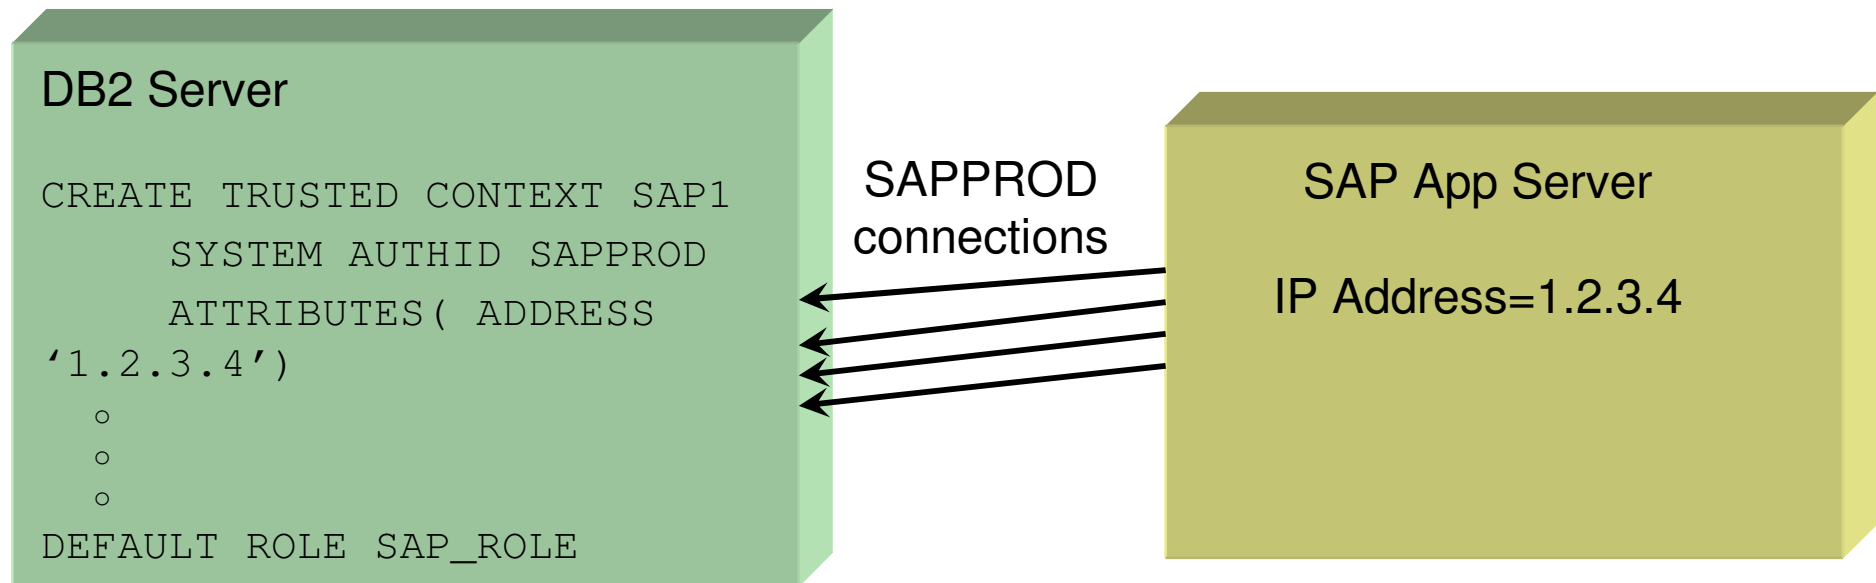 DB2 Server
CREATE TRUSTED CONTEXT SAP1
SYSTEM AUTHID SAPPROD
ATTRIBUTES( ADDRESS
‘1.2.3.4’)
DEFAULT ROLE SAP_ROLE
SAPPROD
connections
SAP App Server
IP Address=1.2.3.4